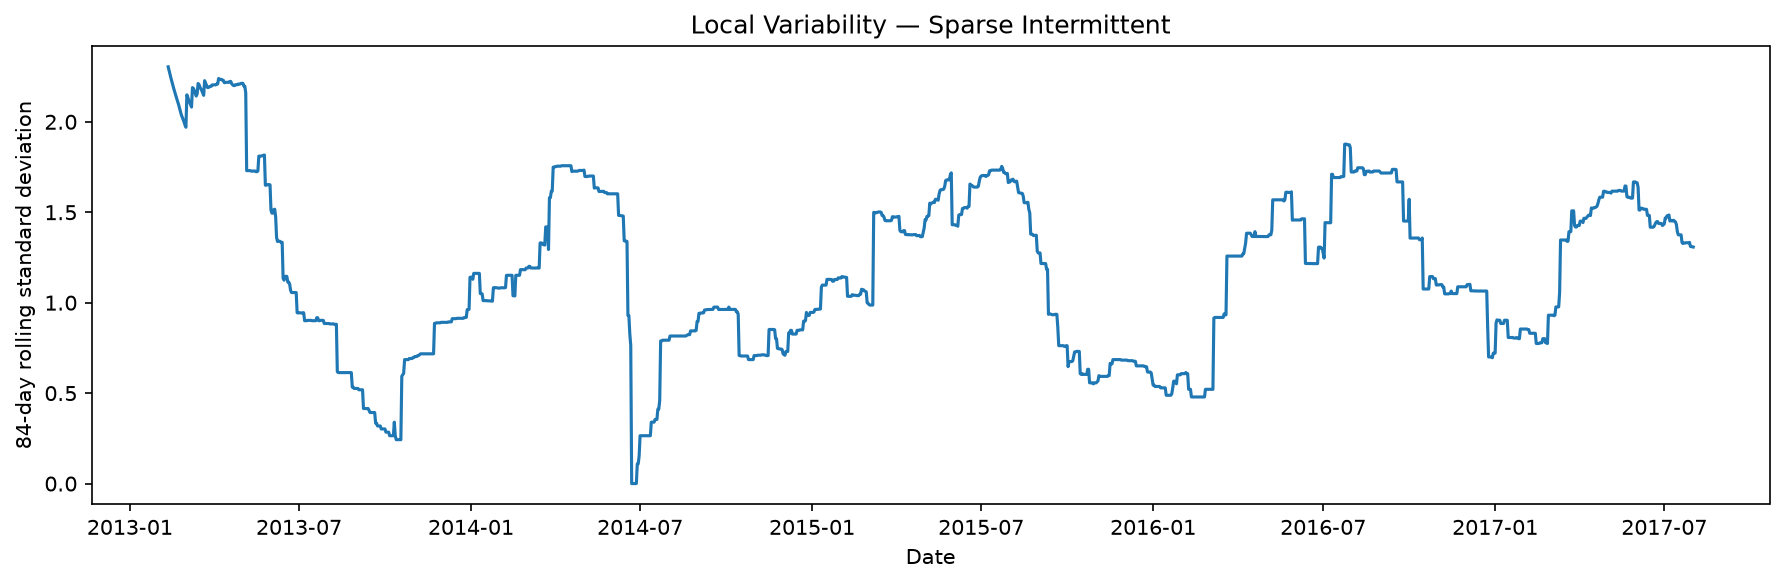 Local Variability — Sparse Intermittent
84-day rolling standard deviation
2.0
1.5
1.0
0.5
0.0
2013-01 2013-07 2014-01 2014-07 2015-01 2015-07 2016-01 2016-07 2017-01 2017-07
Date